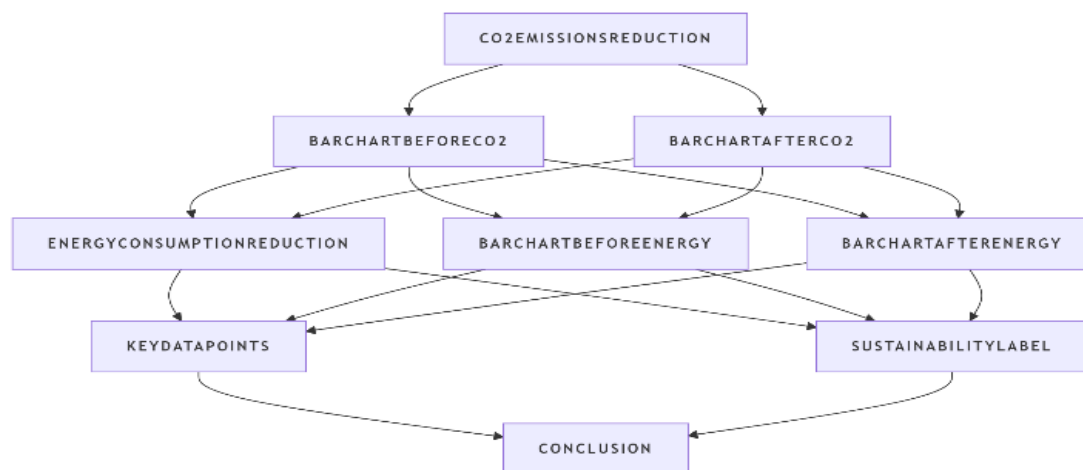 CO2EMISSIONSREDUCTION
BARCHARTBEFORECO2
BARCHARTAFTERCO2
ENERGYCONSUMPTIONREDUCTION
BARCHARTBEFOREENERGY
BARCHARTAFTERENERGY
KEYDATAPOINTS
SUSTAINABILITYLABEL
CONCLUSION